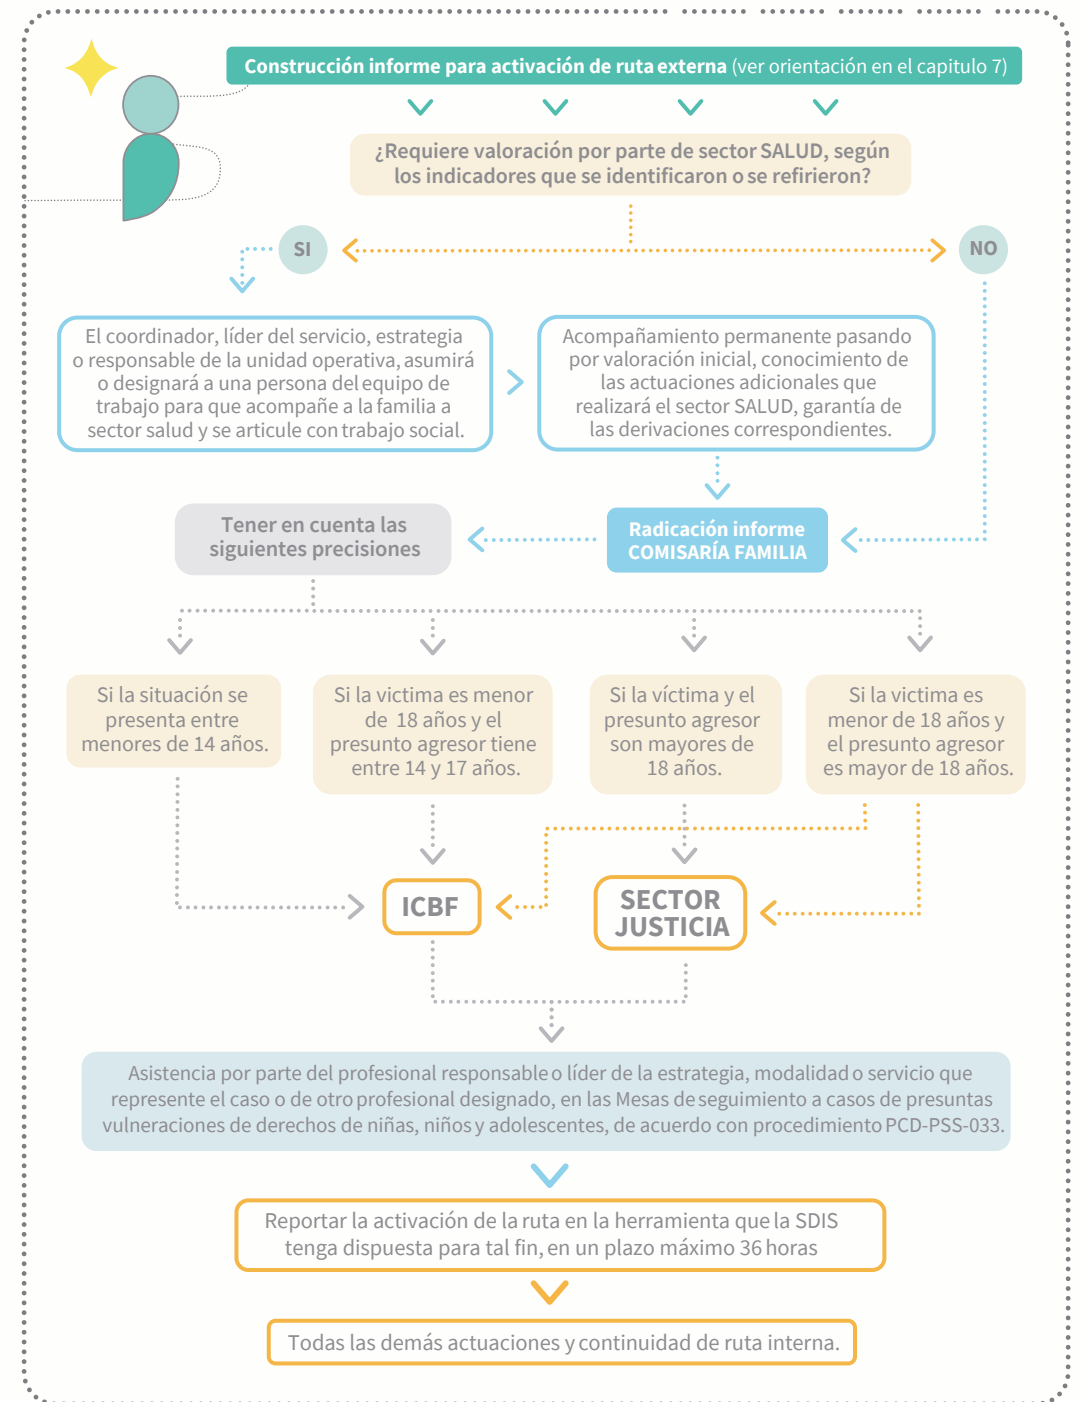 Construcción informe para activación de ruta externa (ver orientación en el capitulo 7)
¿Requiere valoración por parte de sector SALUD, según
los indicadores que se identificaron o se refirieron?
SI
NO
El coordinador, líder del servicio, estrategia
o responsable de la unidad operativa, asumirá
o designará a una persona del equipo de
trabajo para que acompañe a la familia a
sector salud y se articule con trabajo social.
Acompañamiento permanente pasando
por valoración inicial, conocimiento de
las actuaciones adicionales que
realizará el sector SALUD, garantía de
las derivaciones correspondientes.
Tener en cuenta las
siguientes precisiones
Radicación informe
COMISARÍA FAMILIA
Si la situación se
presenta entre
menores de 14 años.
Si la victima es menor
de 18 años y el
presunto agresor tiene
entre 14 y 17 años.
Si la víctima y el
presunto agresor
son mayores de
18 años.
Si la victima es
menor de 18 años y
el presunto agresor
es mayor de 18 años.
ICBF
SECTOR
JUSTICIA
Asistencia por parte del profesional responsable o líder de la estrategia, modalidad o servicio que
represente el caso o de otro profesional designado, en las Mesas de seguimiento a casos de presuntas
vulneraciones de derechos de niñas, niños y adolescentes, de acuerdo con procedimiento PCD-PSS-033.
Reportar la activación de la ruta en la herramienta que la SDIS
tenga dispuesta para tal fin, en un plazo máximo 36 horas
Todas las demás actuaciones y continuidad de ruta interna.